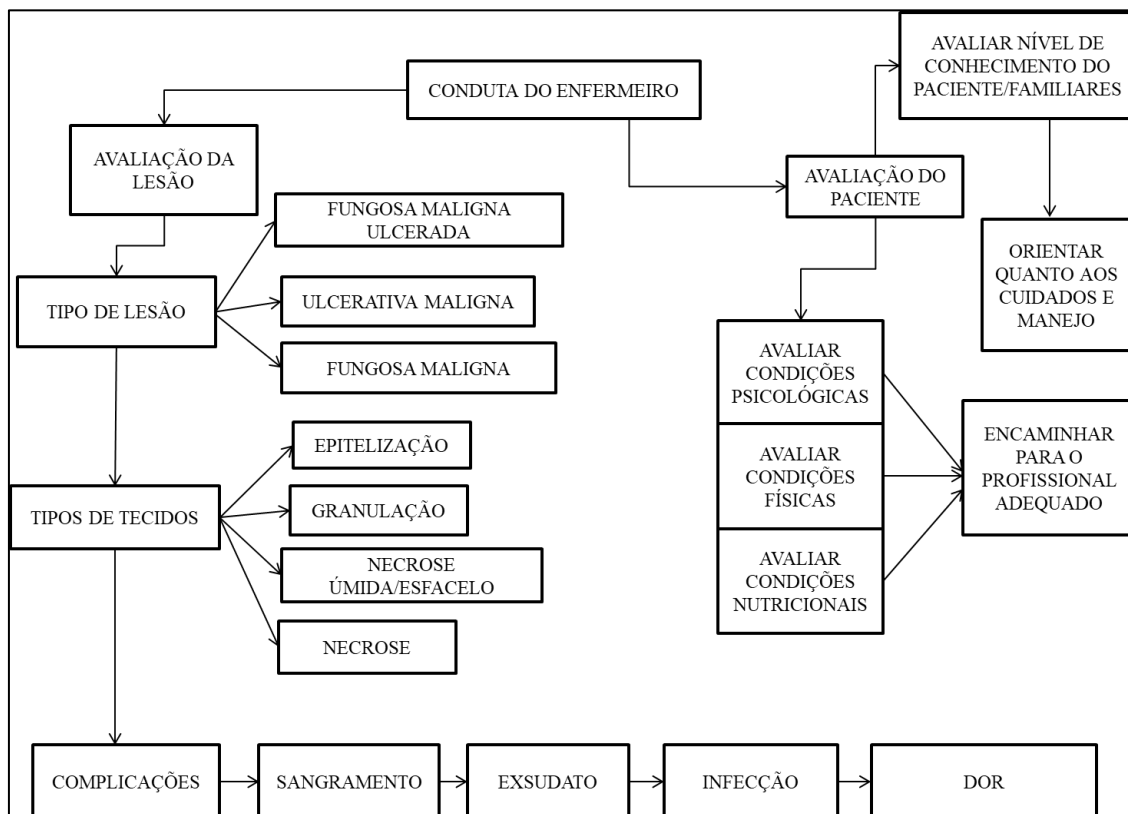 CONDUTA DO ENFERMEIRO
AVALIAÇÃO DA
LESÃO
TIPO DE LESÃO
FUNGOSA MALIGNA
ULCERADA
ULCERATIVA MALIGNA
FUNGOSA MALIGNA
TIPOS DE TECIDOS
EPITELIZAÇÃO
GRANULAÇÃO
NECROSE
ÚMIDA/ESFACELO
NECROSE
COMPLICAÇÕES
SANGRAMENTO
EXSUDATO
INFECÇÃO
DOR
AVALIAÇÃO DO
PACIENTE
AVALIAR NÍVEL DE
CONHECIMENTO DO
PACIENTE/FAMILIARES
ORIENTAR
QUANTO AOS
CUIDADOS E
MANEJO
AVALIAR
CONDIÇÕES
PSICOLÓGICAS
AVALIAR
CONDIÇÕES
FÍSICAS
AVALIAR
CONDIÇÕES
NUTRICIONAIS
ENCAMINHAR
PARA O
PROFISSIONAL
ADEQUADO